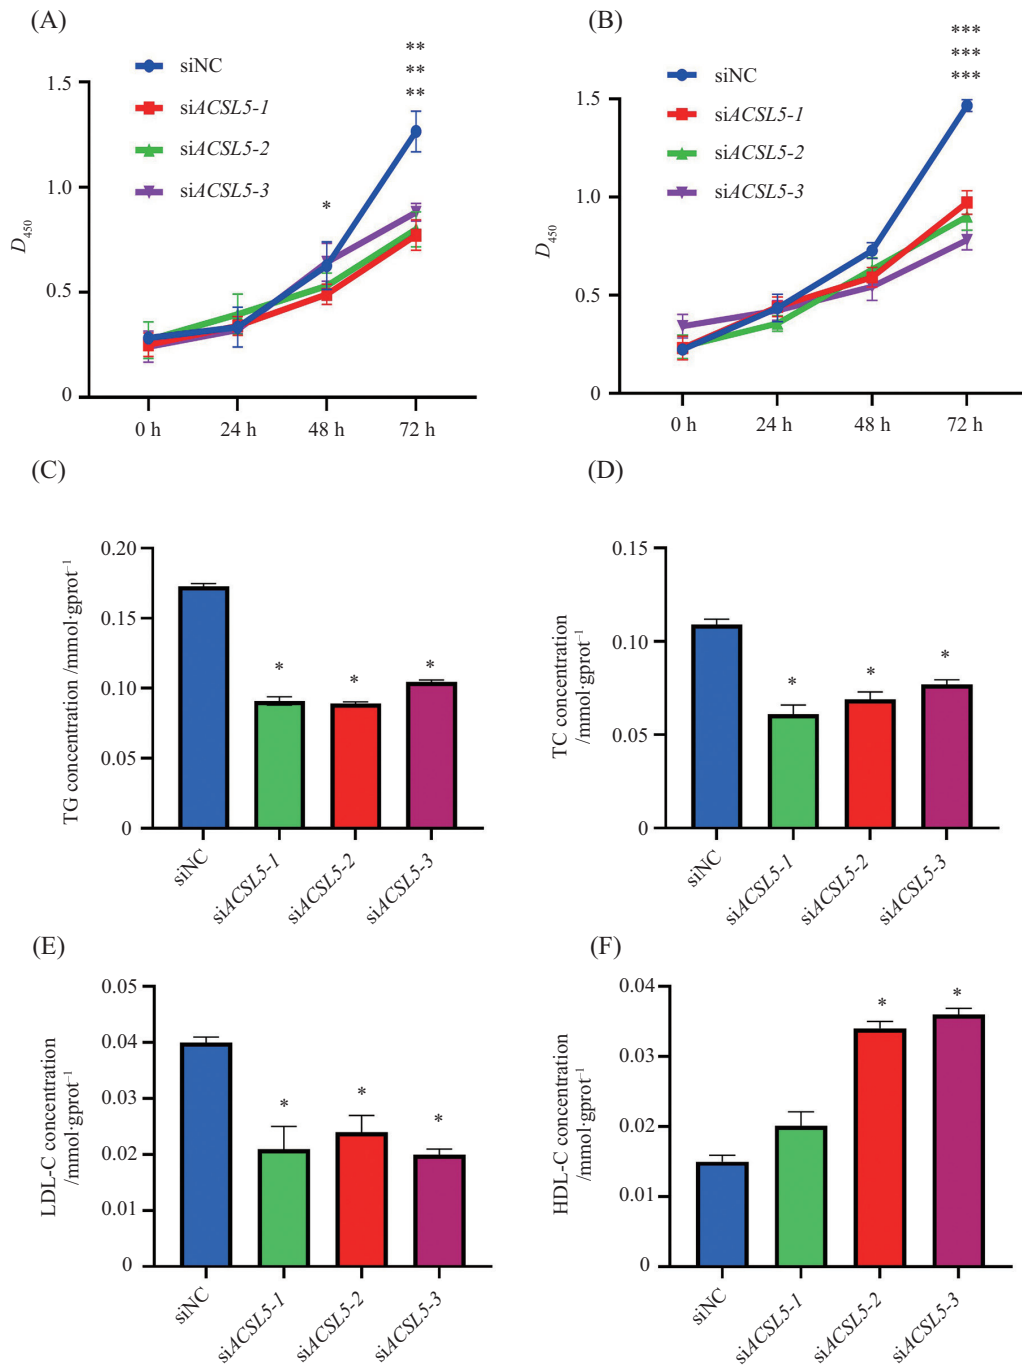 (A)
**
**
**
siNC
siACSL5-1
siACSL5-2
siACSL5-3
*
1.5
1.0
0.5
0
D450
0 h 24 h 48 h 72 h
(B)
***
***
***
siNC
siACSL5-1
siACSL5-2
siACSL5-3
1.5
1.0
0.5
0
D450
0 h 24 h 48 h 72 h
(C)
0.20
0.15
0.10
0.05
0
TG concentration /mmol·gprot⁻¹
* * *
siNC siACSL5-1 siACSL5-2 siACSL5-3
(D)
0.15
0.10
0.05
0
TC concentration
/mmol·gprot⁻¹
* * *
siNC siACSL5-1 siACSL5-2 siACSL5-3
(E)
0.05
0.04
0.03
0.02
0.01
0
LDL-C concentration
/mmol·gprot⁻¹
* * *
siNC siACSL5-1 siACSL5-2 siACSL5-3
(F)
0.04
0.03
0.02
0.01
0
HDL-C concentration
/mmol·gprot⁻¹
* *
siNC siACSL5-1 siACSL5-2 siACSL5-3